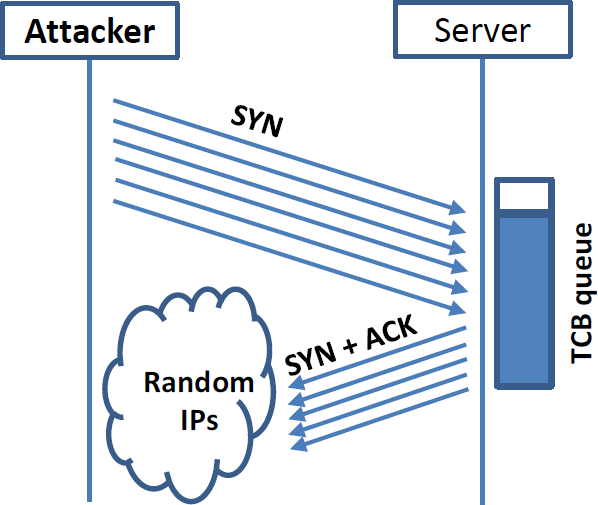 Attacker
Server
SYN
TCB queue
SYN + ACK
Random
IPs